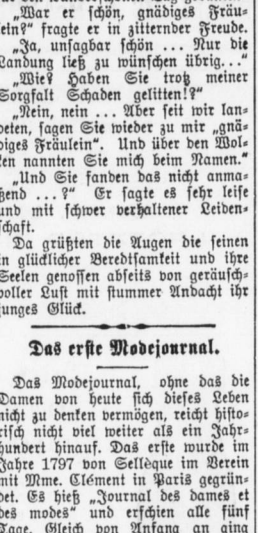 „War er schön, gnädiges Fräu-
lein?“ fragte er in zitternder Freude.
„Ja, unsagbar schön ... Nur die
Landung ließ zu wünschen übrig...“
„Wie? Haben Sie trotz meiner
Sorgfalt Schaden gelitten!?“
„Nein, nein ... Aber seit wir lan-
deten, sagen Sie wieder zu mir „gnä-
diges Fräulein“. Und über den Wol-
ken nannten Sie mich beim Namen.“
„Und Sie fanden das nicht anma-
ßend ...?“ Er sagte es sehr leise
und mit schwer verhaltener Leiden-
schaft.
Da grüßten die Augen die seinen
in glücklicher Beredtsamkeit und ihre
Seelen genossen abseits von geräusch-
voller Lust mit stummer Andacht ihr
junges Glück.
Das erste Modejournal.
Das Modejournal, ohne das die
Damen von heute sich dieses Leben
nicht zu denken vermögen, reicht histo-
risch nicht viel weiter als ein Jahr-
hundert hinauf. Das erste wurde im
Jahre 1797 von Sellèque im Verein
mit Mme. Clément in Paris gegrün-
det. Es hieß „Journal des dames et
des modes“ und erschien alle fünf
Tage. Gleich von Anfang an ging